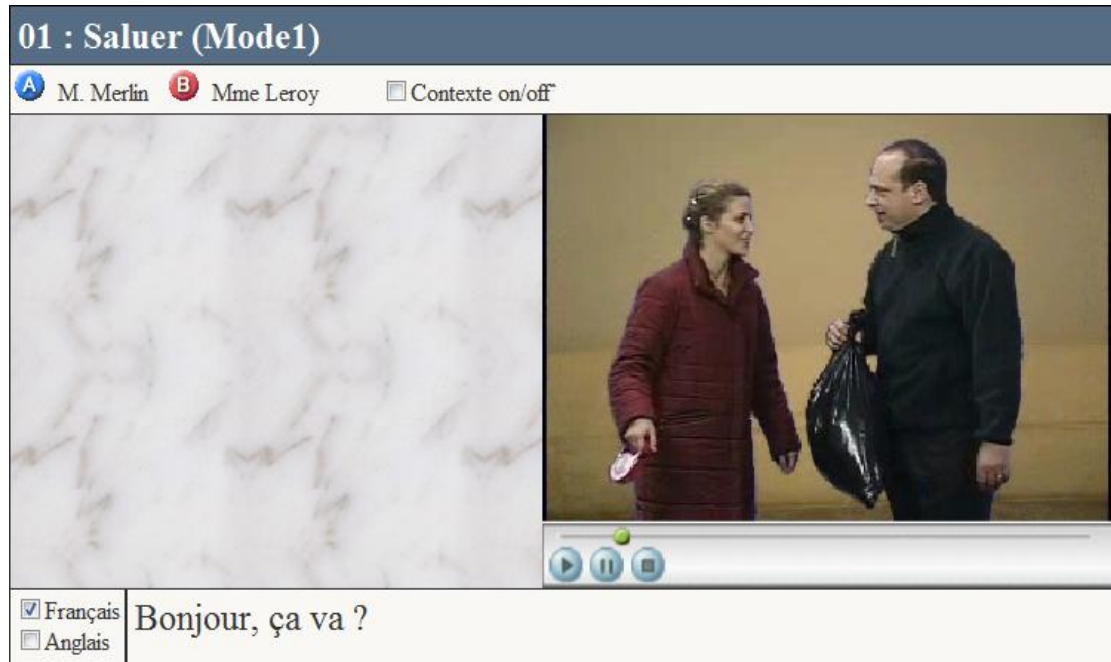 01 : Saluer (Mode1)
A M. Merlin B Mme Leroy Contexte on/off
Français
Anglais
Bonjour, ça va ?